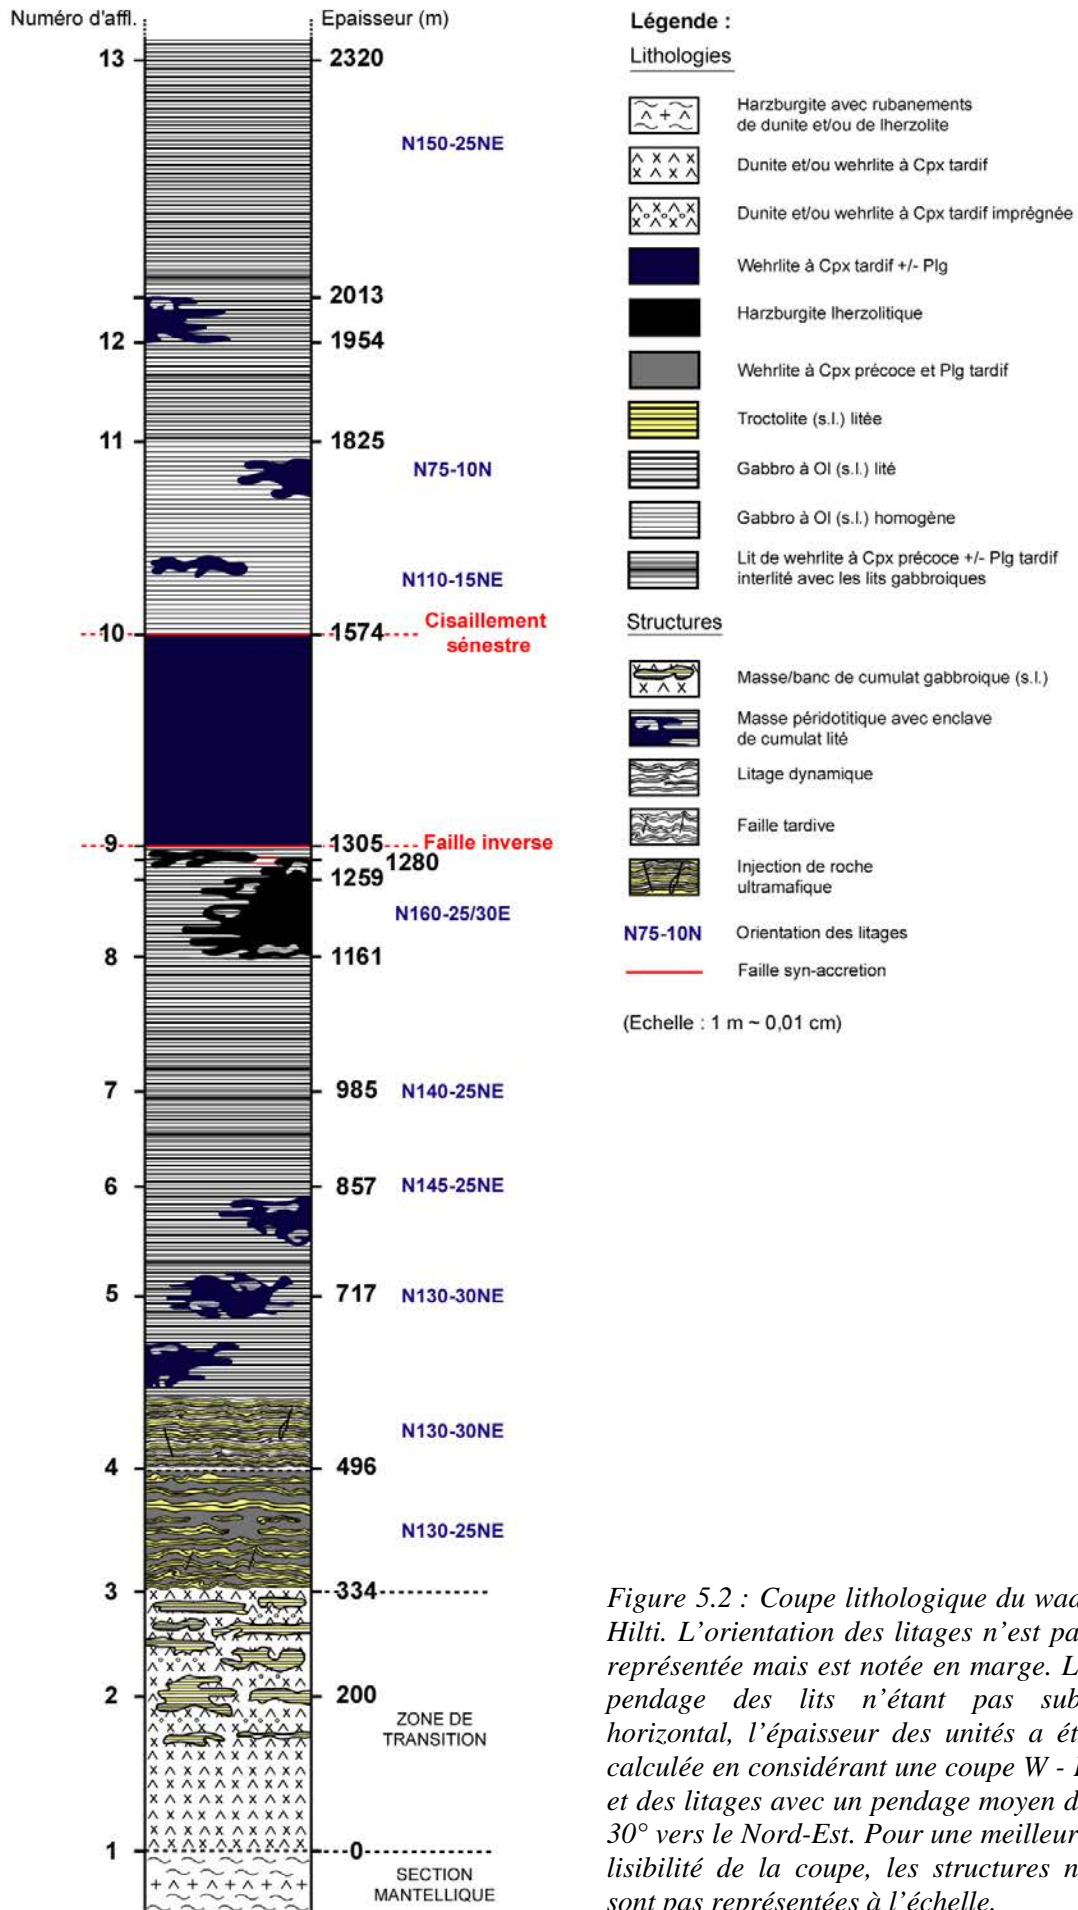 Numéro d'affl.
Epaisseur (m)
13
2320
N150-25NE
2013
12
1954
11
1825
N75-10N
N110-15NE
10
1574
Cisaillement
sénestre
9
1305
Faille inverse
1280
1259
N160-25/30E
8
1161
7
985
N140-25NE
6
857
N145-25NE
5
717
N130-30NE
N130-30NE
4
496
N130-25NE
3
334
2
200
ZONE DE
TRANSITION
1
0
SECTION
MANTELLIQUE
Légende :
Lithologies
Harzburgite avec rubanements
de dunite et/ou de lherzolite
Dunite et/ou wehrlite à Cpx tardif
Dunite et/ou wehrlite à Cpx tardif imprégnée
Wehrlite à Cpx tardif +/- Plg
Harzburgite lherzolitique
Wehrlite à Cpx précoce et Plg tardif
Troctolite (s.l.) litée
Gabbro à Ol (s.l.) lité
Gabbro à Ol (s.l.) homogène
Lit de wehrlite à Cpx précoce +/- Plg tardif
interlité avec les lits gabbroiques
Structures
Masse/banc de cumulat gabbroique (s.l.)
Masse péridotitique avec enclave
de cumulat lité
Litage dynamique
Faille tardive
Injection de roche
ultramafique
N75-10N
Orientation des litages
Faille syn-accretion
(Echelle : 1 m ~ 0,01 cm)
Figure 5.2 : Coupe lithologique du wad
Hilti. L'orientation des litages n'est pa
représentée mais est notée en marge. L
pendage des lits n'étant pas sub
horizontal, l'épaisseur des unités a ét
calculée en considérant une coupe W -
et des litages avec un pendage moyen d
30° vers le Nord-Est. Pour une meilleur
lisibilité de la coupe, les structures n
sont pas représentées à l'échelle.